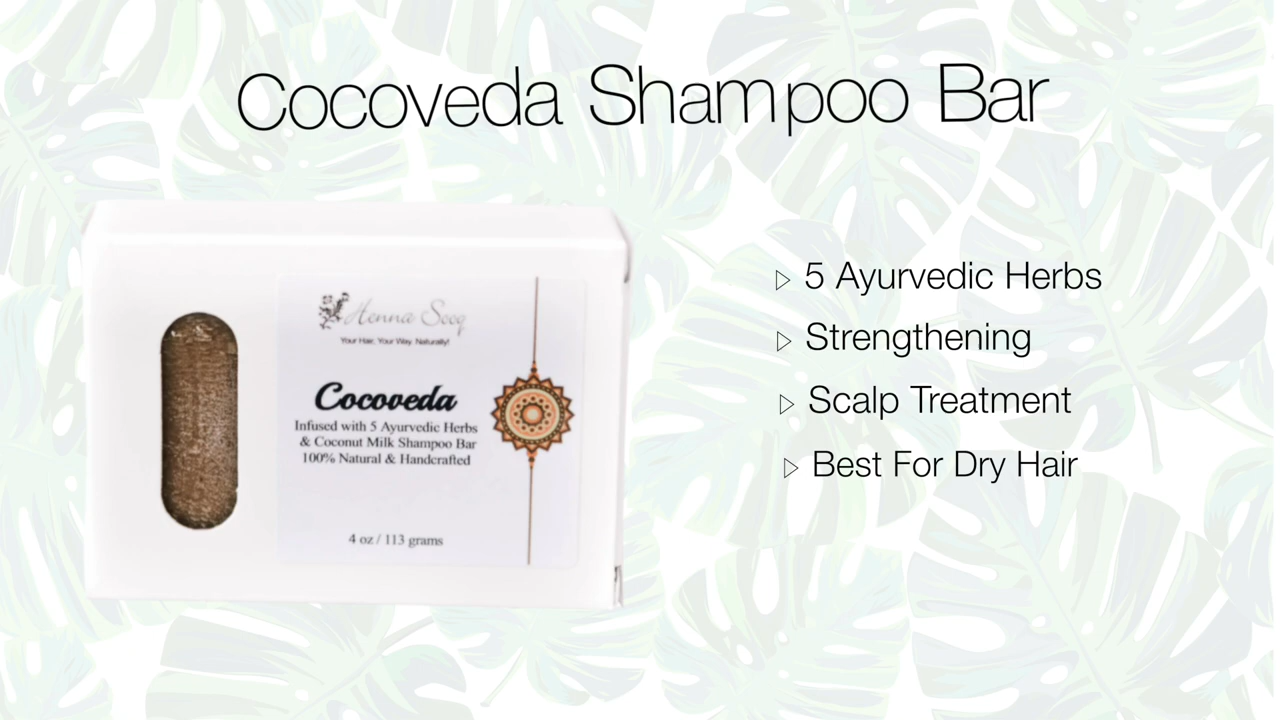 Cocoveda Shampoo Bar
Henna Sooq
Your Hair, Your Way. Naturally!
Cocoveda
Infused with 5 Ayurvedic Herbs
& Coconut Milk Shampoo Bar
100% Natural & Handcrafted
4 oz / 113 grams
5 Ayurvedic Herbs
Strengthening
Scalp Treatment
Best For Dry Hair